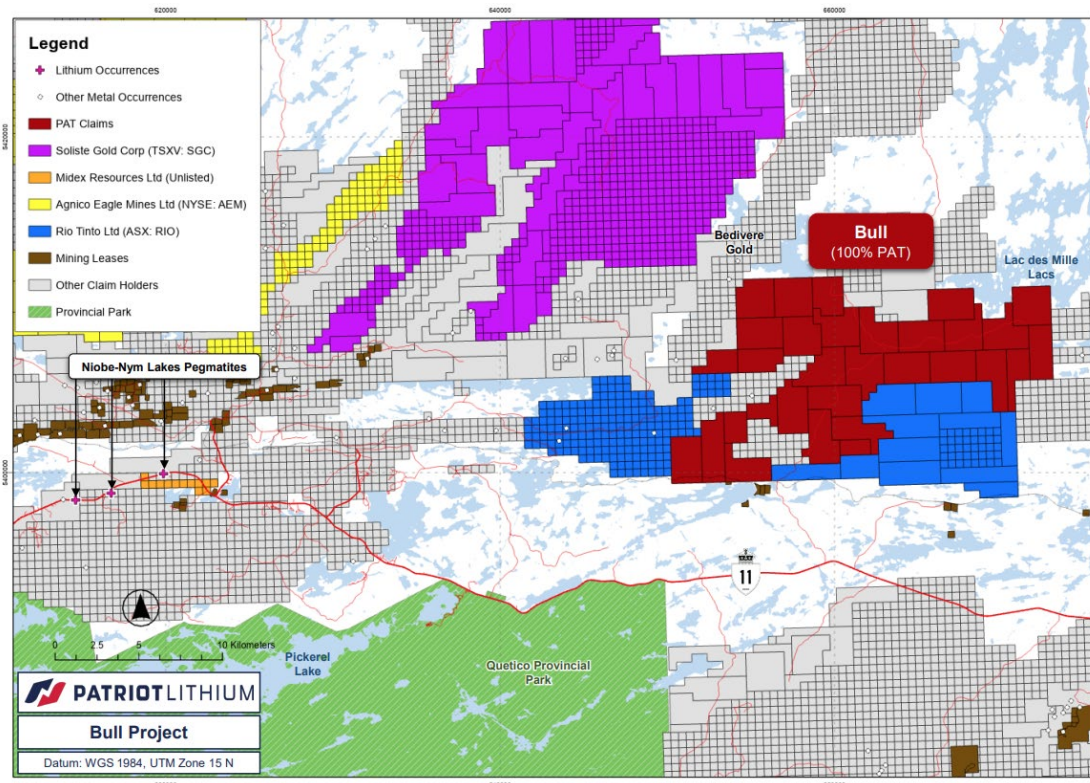 620000
640000
660000
Legend
Lithium Occurrences
Other Metal Occurrences
PAT Claims
Soliste Gold Corp (TSXV: SGC)
Midex Resources Ltd (Unlisted)
Agnico Eagle Mines Ltd (NYSE: AEM)
Rio Tinto Ltd (ASX: RIO)
Mining Leases
Other Claim Holders
Provincial Park
5420000
Bedivere
Gold
Bull
(100% PAT)
Lac des Mille
Lacs
Niobe-Nym Lakes Pegmatites
5400000
11
0 2.5 5 10 Kilometers
Pickerel
Lake
Quetico Provincial
Park
PATRIOTLITHIUM
Bull Project
Datum: WGS 1984, UTM Zone 15 N